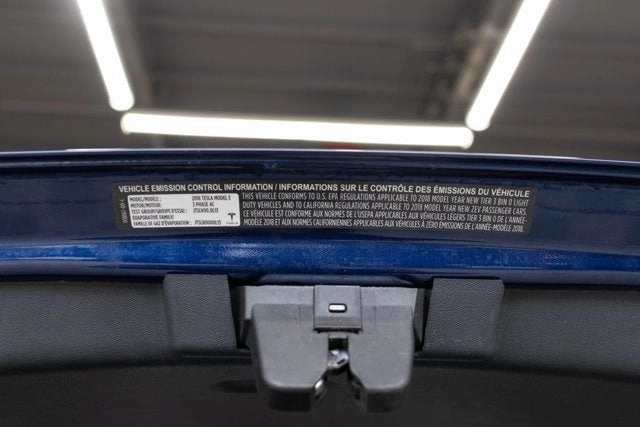 VEHICLE EMISSION CONTROL INFORMATION / INFORMATIONS SUR LE CONTRÔLE DES ÉMISSIONS DU VÉHICULE
MODEL/MODÈLE: 2018 TESLA MODEL 3
MOTOR/MOTEUR: 3 PHASE AC
TEST GROUP/GROUPE D'ESSAI:
EVAPORATIVE FAMILY/
FAMILLE DE GAZ D'ÉVAPORATION:
TESLA
THIS VEHICLE CONFORMS TO U.S. EPA REGULATIONS APPLICABLE TO 2018 MODEL YEAR NEW TIER 3 BIN 0 LIGHT
DUTY VEHICLES AND TO CALIFORNIA REGULATIONS APPLICABLE TO 2018 MODEL YEAR NEW ZEV PASSENGER CARS.
CE VÉHICULE EST CONFORME AUX NORMES DE L'USEPA APPLICABLES AUX VÉHICULES LÉGERS TIER 3 BIN 0 DE L'ANNÉE-
MODÈLE 2018 ET AUX NORMES CALIFORNIENNES APPLICABLES AUX VÉHICULES À ZÉRO ÉMISSIONS DE L'ANNÉE-MODÈLE 2018.